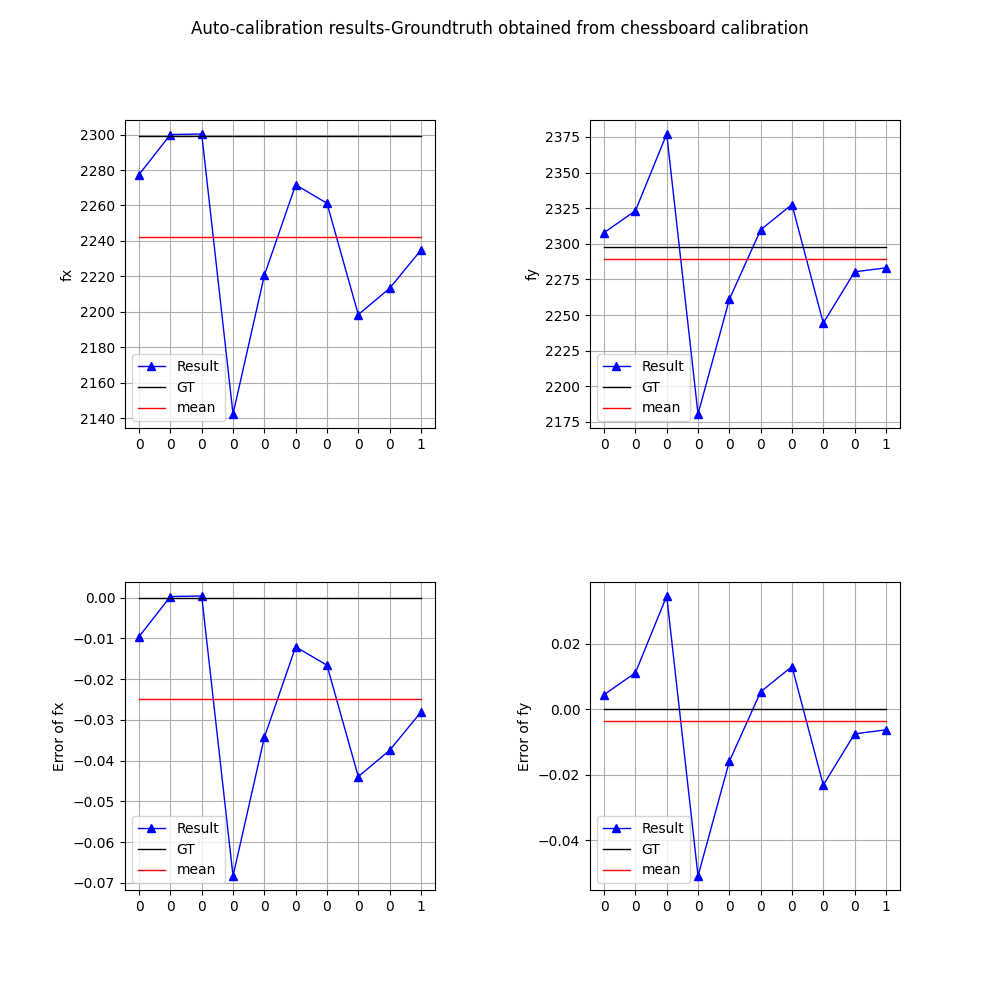 Auto-calibration results-Groundtruth obtained from chessboard calibration
fx
2300
2280
2260
2240
2220
2200
2180
2160
2140
Result
GT
mean
0 0 0 0 0 0 0 0 0 1
fy
2375
2350
2325
2300
2275
2250
2225
2200
2175
Result
GT
mean
0 0 0 0 0 0 0 0 0 1
Error of fx
0.00
−0.01
−0.02
−0.03
−0.04
−0.05
−0.06
−0.07
Result
GT
mean
0 0 0 0 0 0 0 0 0 1
Error of fy
0.02
0.00
−0.02
−0.04
Result
GT
mean
0 0 0 0 0 0 0 0 0 1